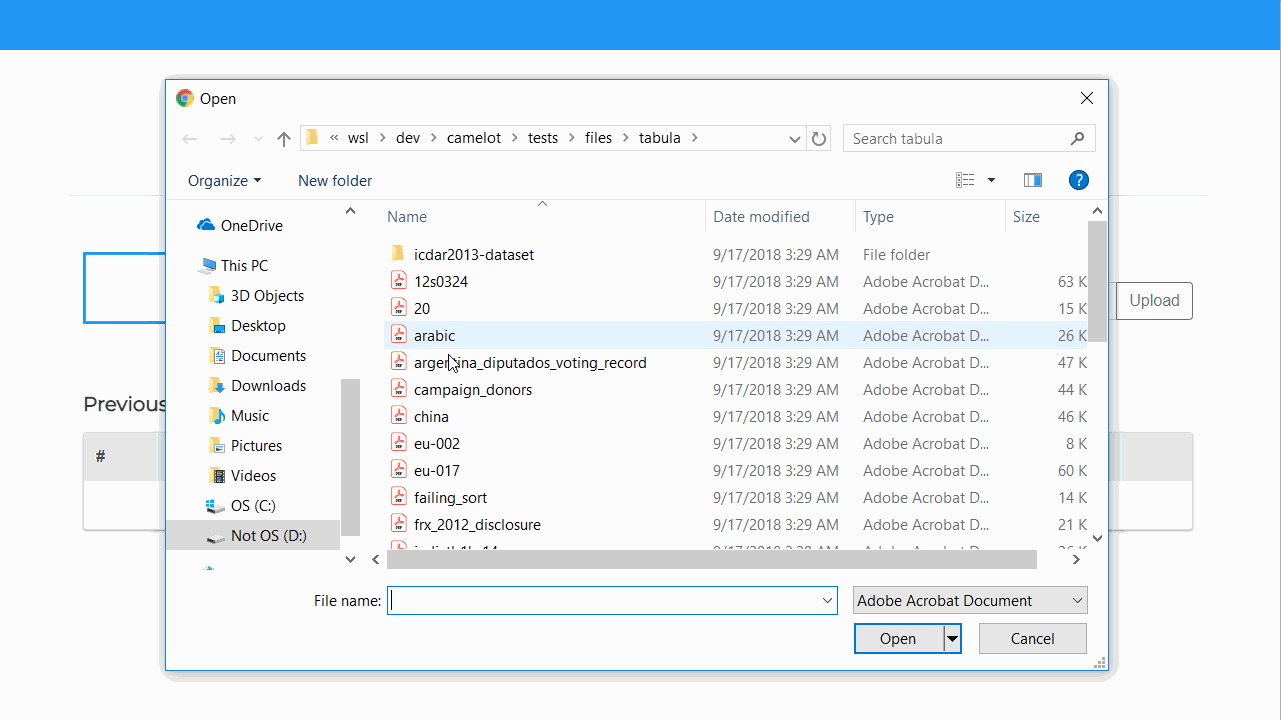 Open
« wsl > dev > camelot > tests > files > tabula >
Search tabula
Organize
New folder
?
OneDrive
This PC
3D Objects
Desktop
Documents
Downloads
Music
Pictures
Videos
OS (C:)
Not OS (D:)
Name Date modified Type Size
icdar2013-dataset 9/17/2018 3:29 AM File folder
12s0324 9/17/2018 3:29 AM Adobe Acrobat D... 63 K
20 9/17/2018 3:29 AM Adobe Acrobat D... 15 K
arabic 9/17/2018 3:29 AM Adobe Acrobat D... 26 K
argentina_diputados_voting_record 9/17/2018 3:29 AM Adobe Acrobat D... 47 K
campaign_donors 9/17/2018 3:29 AM Adobe Acrobat D... 44 K
china 9/17/2018 3:29 AM Adobe Acrobat D... 46 K
eu-002 9/17/2018 3:29 AM Adobe Acrobat D... 8 K
eu-017 9/17/2018 3:29 AM Adobe Acrobat D... 60 K
failing_sort 9/17/2018 3:29 AM Adobe Acrobat D... 14 K
frx_2012_disclosure 9/17/2018 3:29 AM Adobe Acrobat D... 21 K
File name:
Adobe Acrobat Document
Open
Cancel
Upload
Previous
#